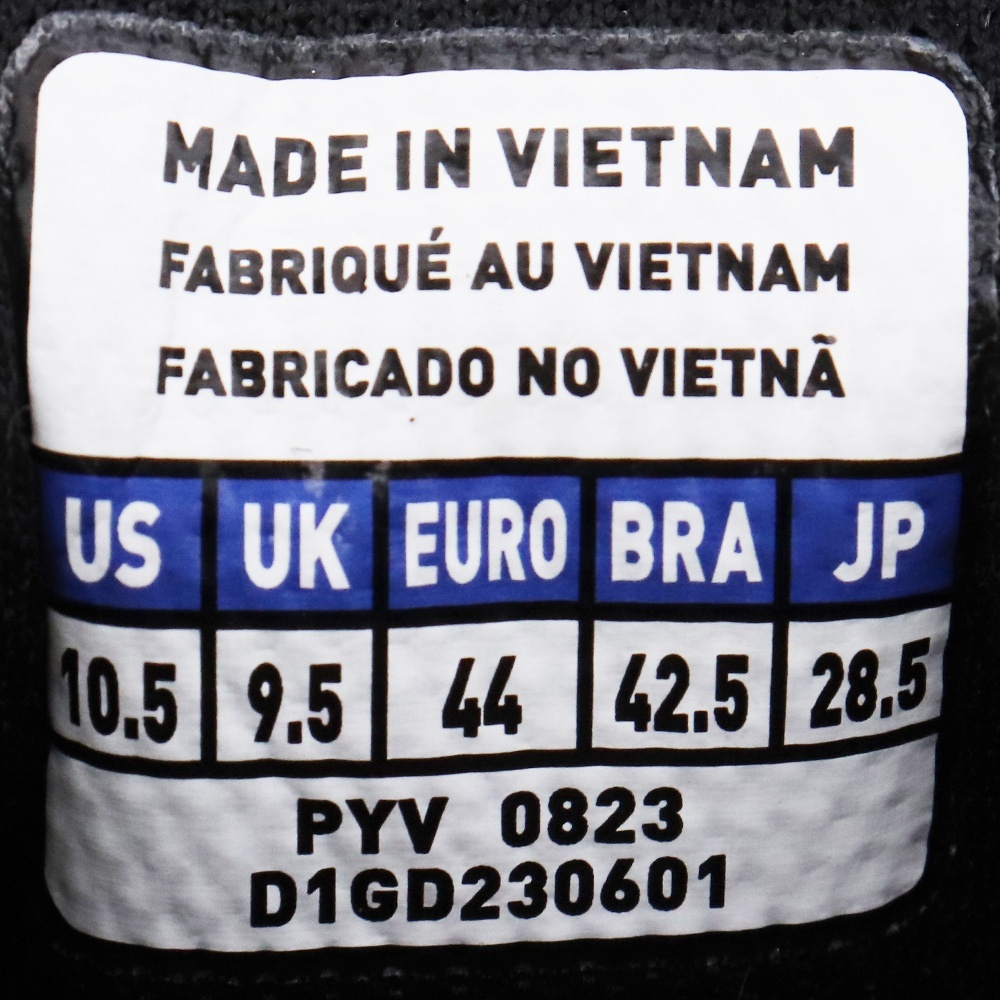 MADE IN VIETNAM
FABRIQUÉ AU VIETNAM
FABRICADO NO VIETNÃ
US UK EURO BRA JP
10.5 9.5 44 42.5 28.5
PYV 0823
D1GD230601